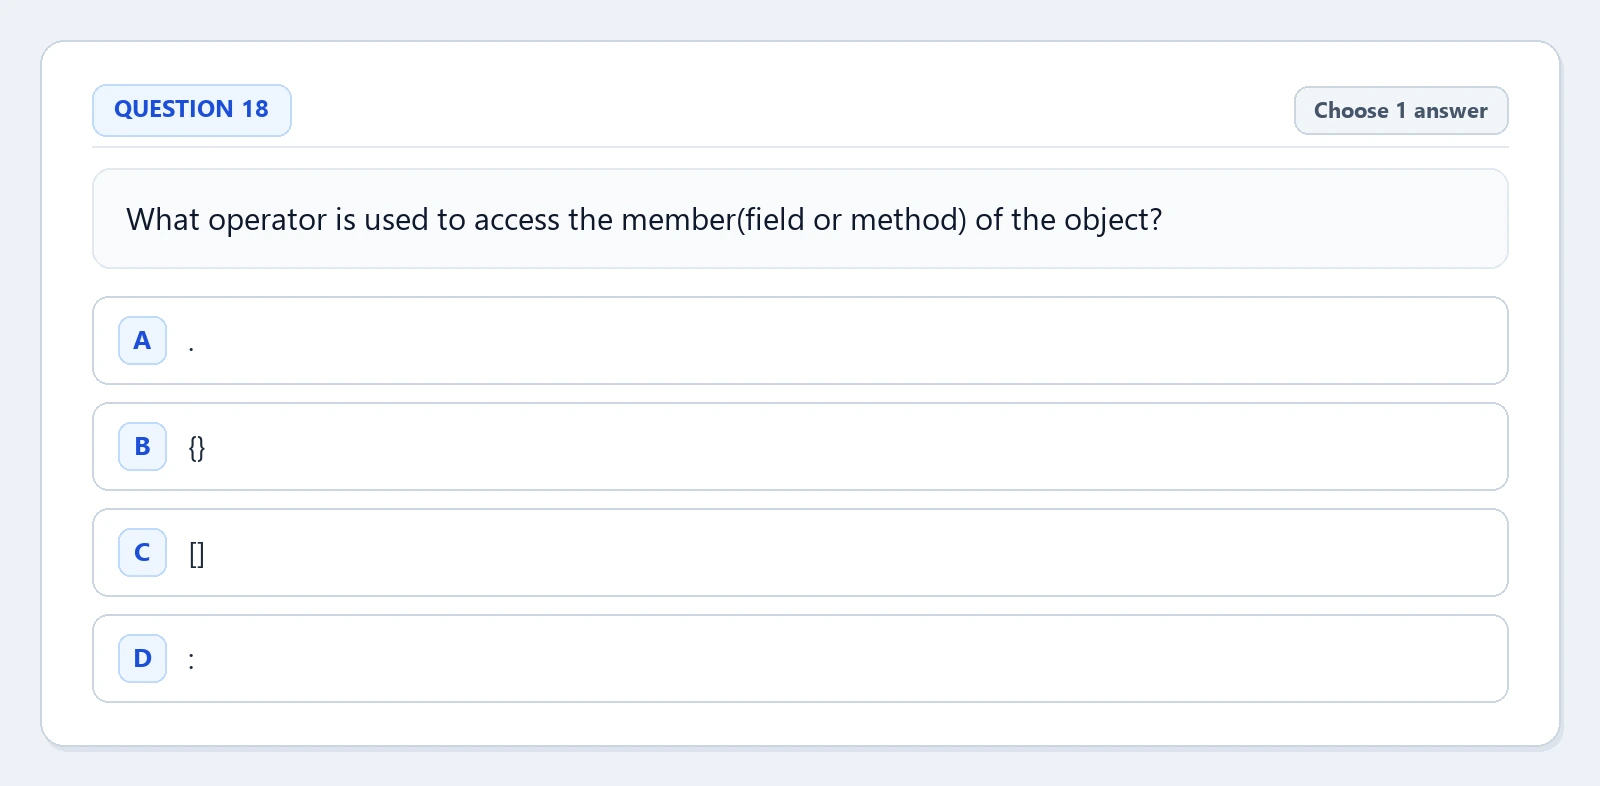 QUESTION 18
Choose 1 answer
What operator is used to access the member(field or method) of the object?
A .
B {}
C []
D :